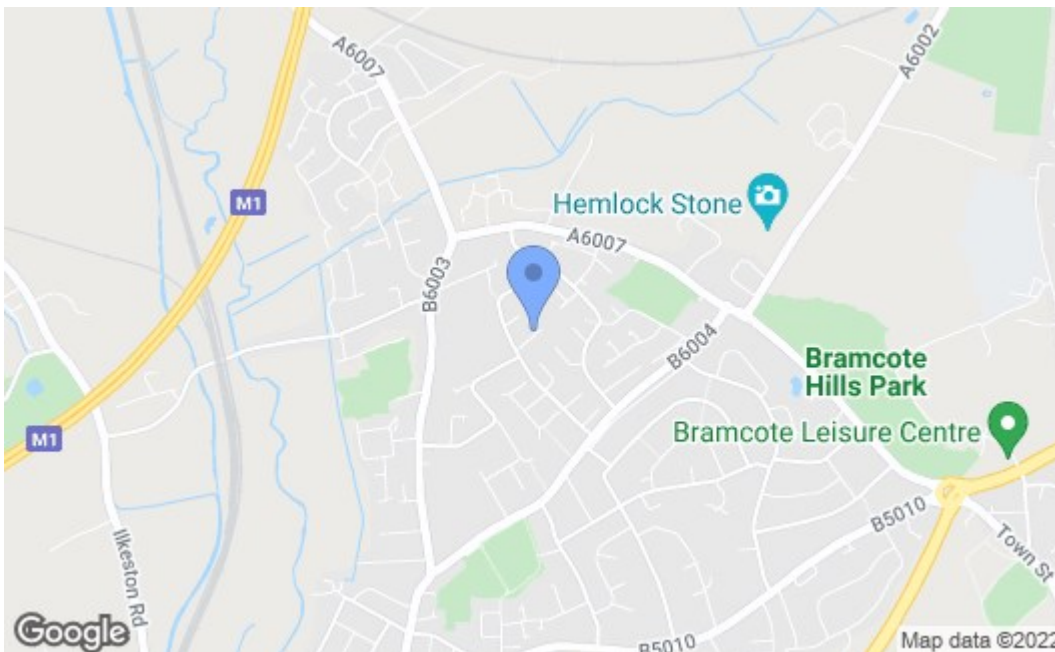 A6007
A6002
M1
Hemlock Stone
A6007
B6003
B6004
Bramcote
Hills Park
M1
Bramcote Leisure Centre
B5010
Ilkeston Rd
Town St
B5010
Google
Map data ©2022